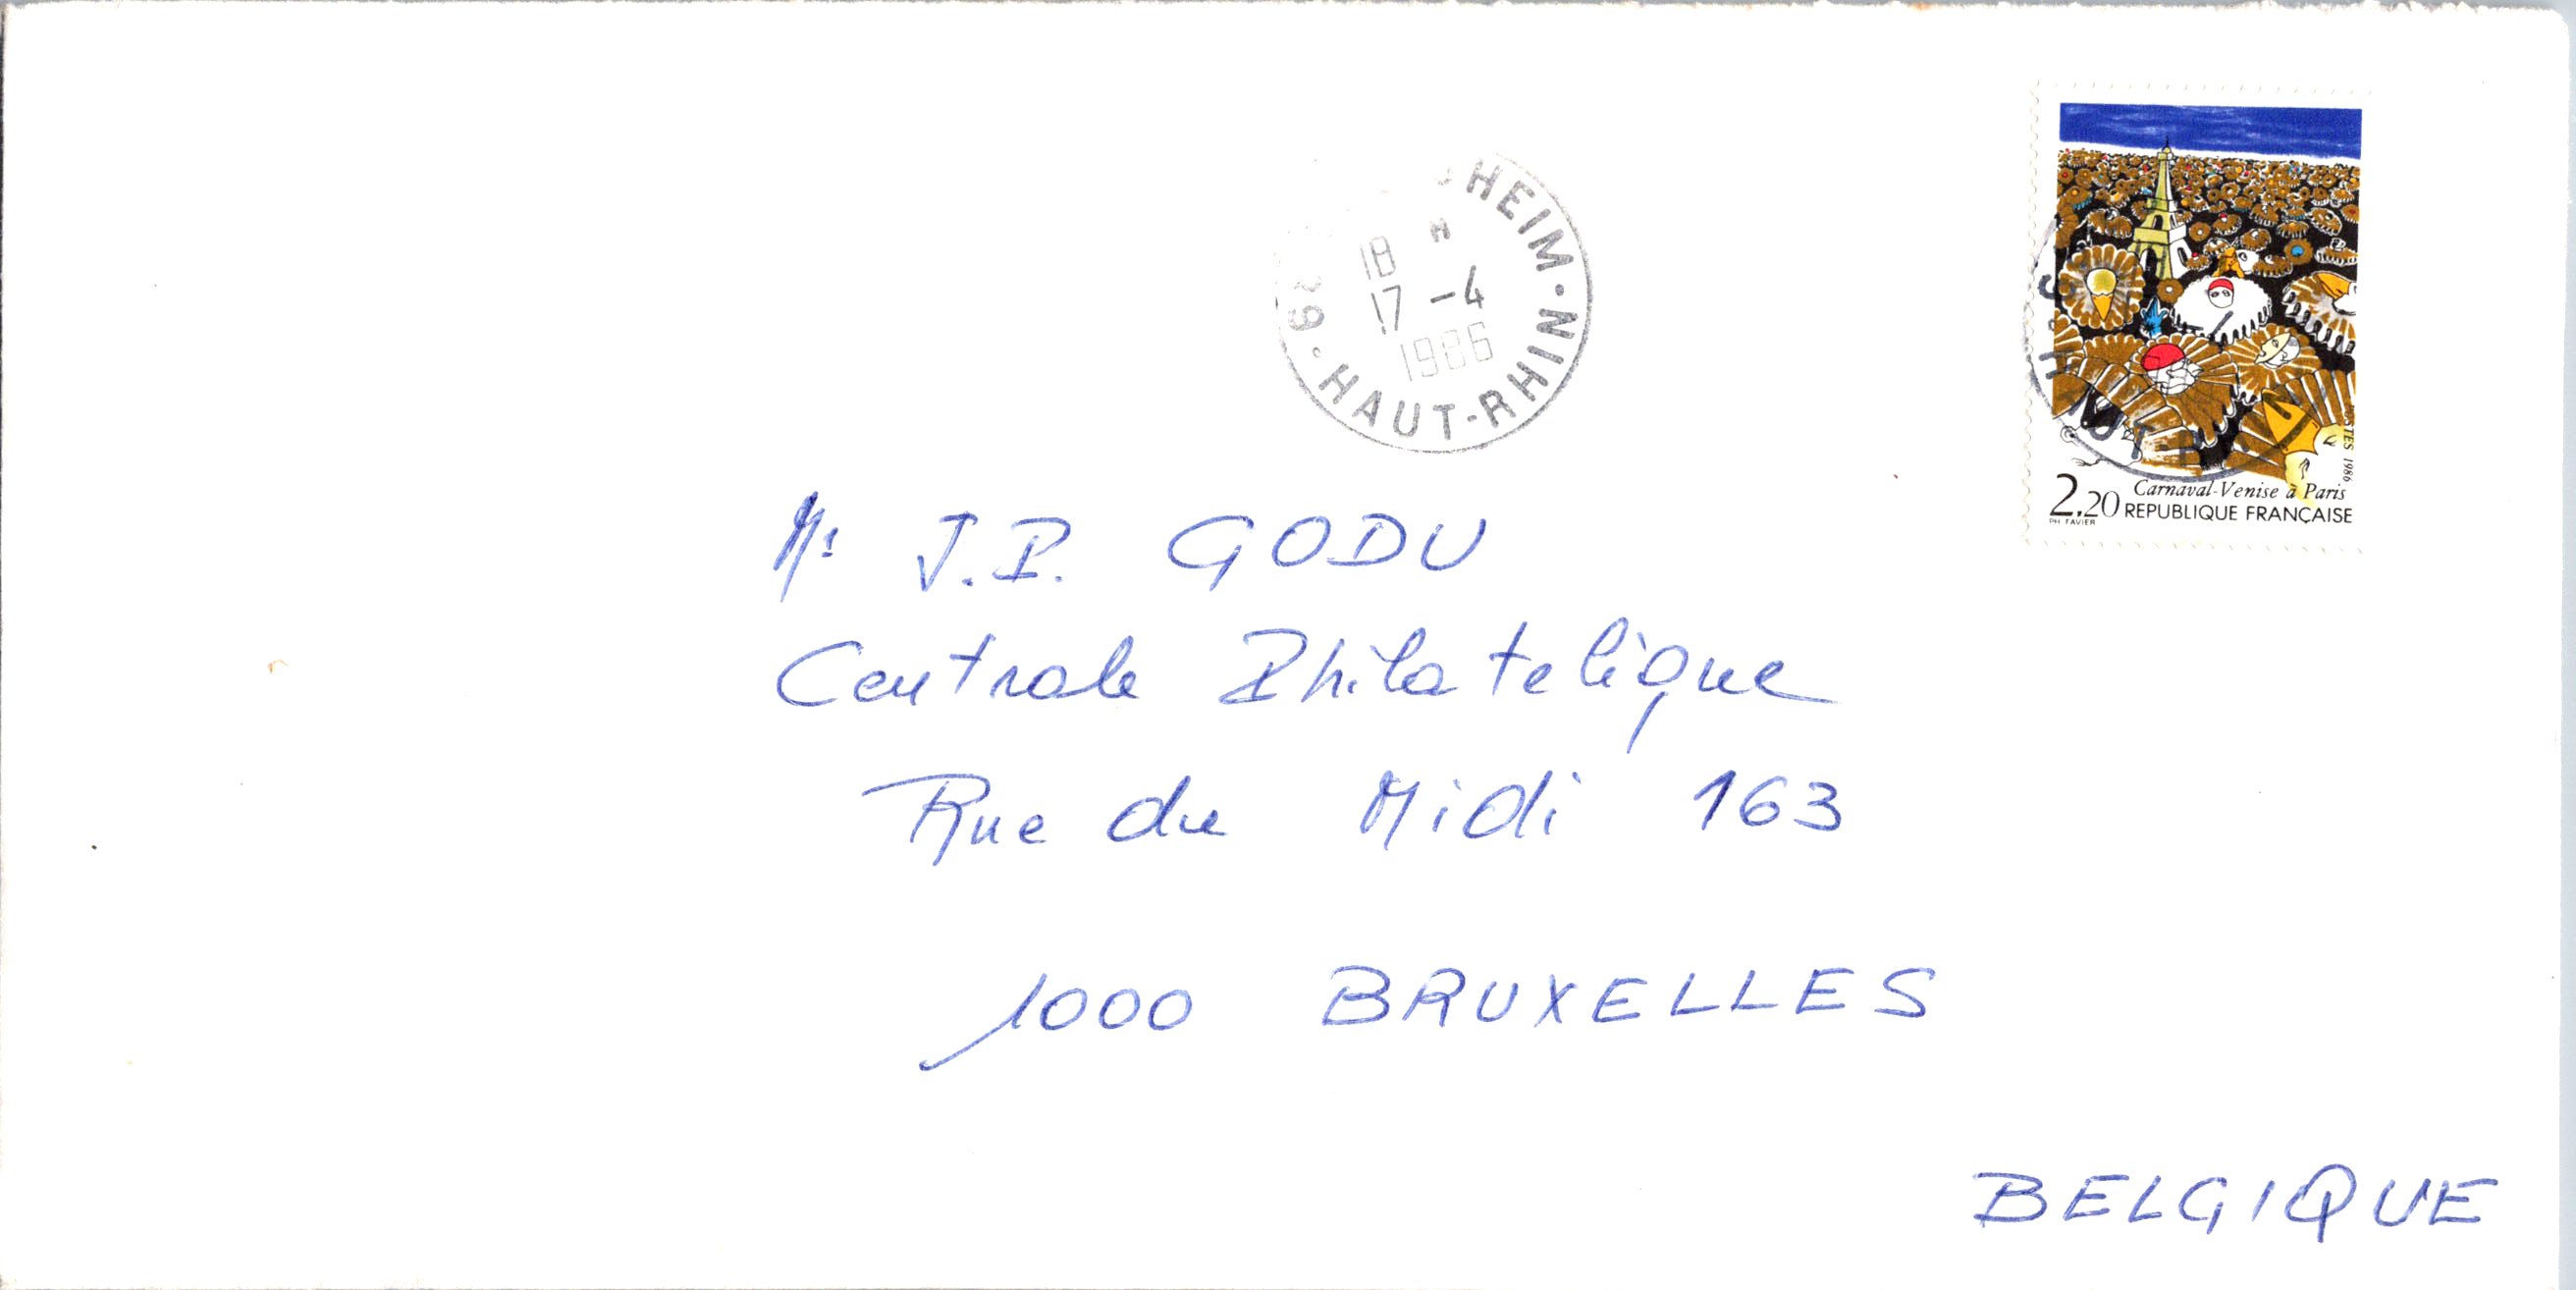 HEIM · HAUT-RHIN
18 H
17 -4
1986
POSTES 1986
Carnaval-Venise à Paris
2,20 REPUBLIQUE FRANÇAISE
PH FAVIER
Mr J.P. GODU
Centrale Philatelique
Rue du Midi 163
1000 BRUXELLES
BELGIQUE